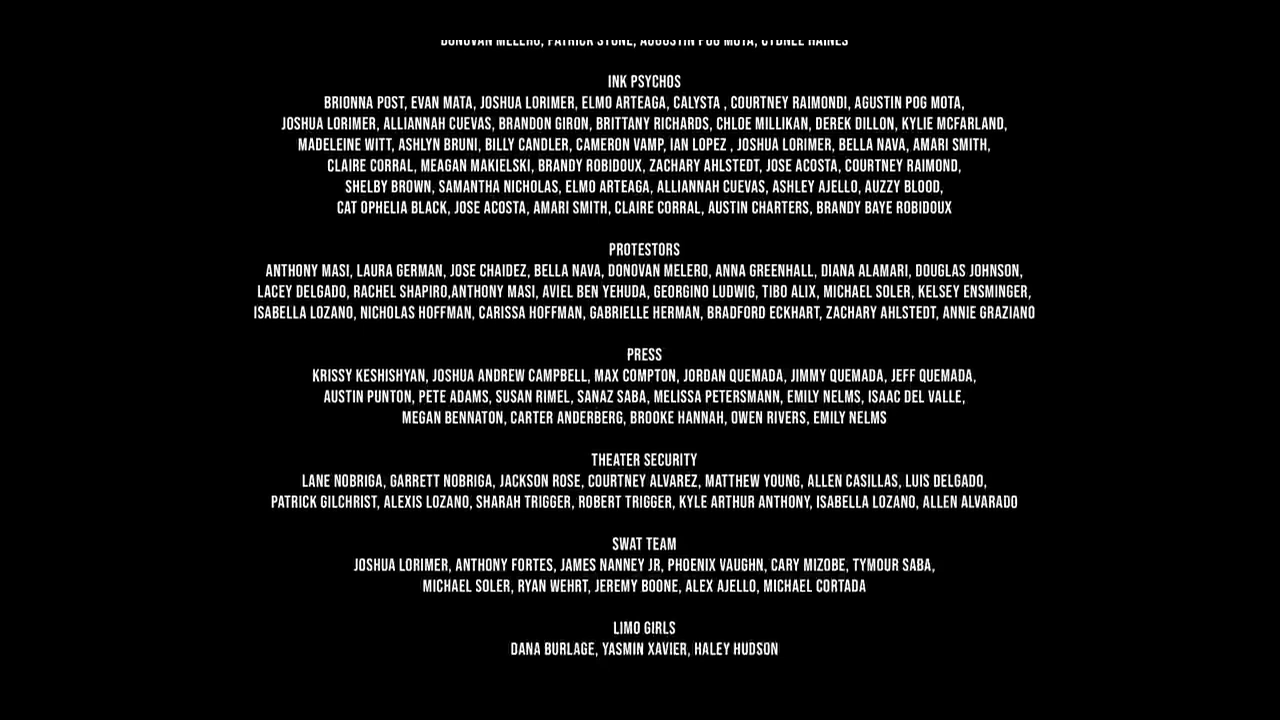 DONOVAN MELERO, PATRICK STONE, AUGUSTIN POG MOTA, CYDNEE HAINES
INK PSYCHOS
BRIONNA POST, EVAN MATA, JOSHUA LORIMER, ELMO ARTEAGA, CALYSTA , COURTNEY RAIMONDI, AGUSTIN POG MOTA,
JOSHUA LORIMER, ALLIANNAH CUEVAS, BRANDON GIRON, BRITTANY RICHARDS, CHLOE MILLIKAN, DEREK DILLON, KYLIE MCFARLAND,
MADELEINE WITT, ASHLYN BRUNI, BILLY CANDLER, CAMERON VAMP, IAN LOPEZ , JOSHUA LORIMER, BELLA NAVA, AMARI SMITH,
CLAIRE CORRAL, MEAGAN MAKIELSKI, BRANDY ROBIDOUX, ZACHARY AHLSTEDT, JOSE ACOSTA, COURTNEY RAIMOND,
SHELBY BROWN, SAMANTHA NICHOLAS, ELMO ARTEAGA, ALLIANNAH CUEVAS, ASHLEY AJELLO, AUZZY BLOOD,
CAT OPHELIA BLACK, JOSE ACOSTA, AMARI SMITH, CLAIRE CORRAL, AUSTIN CHARTERS, BRANDY BAYE ROBIDOUX
PROTESTORS
ANTHONY MASI, LAURA GERMAN, JOSE CHAIDEZ, BELLA NAVA, DONOVAN MELERO, ANNA GREENHALL, DIANA ALAMARI, DOUGLAS JOHNSON,
LACEY DELGADO, RACHEL SHAPIRO,ANTHONY MASI, AVIEL BEN YEHUDA, GEORGINO LUDWIG, TIBO ALIX, MICHAEL SOLER, KELSEY ENSMINGER,
ISABELLA LOZANO, NICHOLAS HOFFMAN, CARISSA HOFFMAN, GABRIELLE HERMAN, BRADFORD ECKHART, ZACHARY AHLSTEDT, ANNIE GRAZIANO
PRESS
KRISSY KESHISHYAN, JOSHUA ANDREW CAMPBELL, MAX COMPTON, JORDAN QUEMADA, JIMMY QUEMADA, JEFF QUEMADA,
AUSTIN PUNTON, PETE ADAMS, SUSAN RIMEL, SANAZ SABA, MELISSA PETERSMANN, EMILY NELMS, ISAAC DEL VALLE,
MEGAN BENNATON, CARTER ANDERBERG, BROOKE HANNAH, OWEN RIVERS, EMILY NELMS
THEATER SECURITY
LANE NOBRIGA, GARRETT NOBRIGA, JACKSON ROSE, COURTNEY ALVAREZ, MATTHEW YOUNG, ALLEN CASILLAS, LUIS DELGADO,
PATRICK GILCHRIST, ALEXIS LOZANO, SHARAH TRIGGER, ROBERT TRIGGER, KYLE ARTHUR ANTHONY, ISABELLA LOZANO, ALLEN ALVARADO
SWAT TEAM
JOSHUA LORIMER, ANTHONY FORTES, JAMES NANNEY JR, PHOENIX VAUGHN, CARY MIZOBE, TYMOUR SABA,
MICHAEL SOLER, RYAN WEHRT, JEREMY BOONE, ALEX AJELLO, MICHAEL CORTADA
LIMO GIRLS
DANA BURLAGE, YASMIN XAVIER, HALEY HUDSON